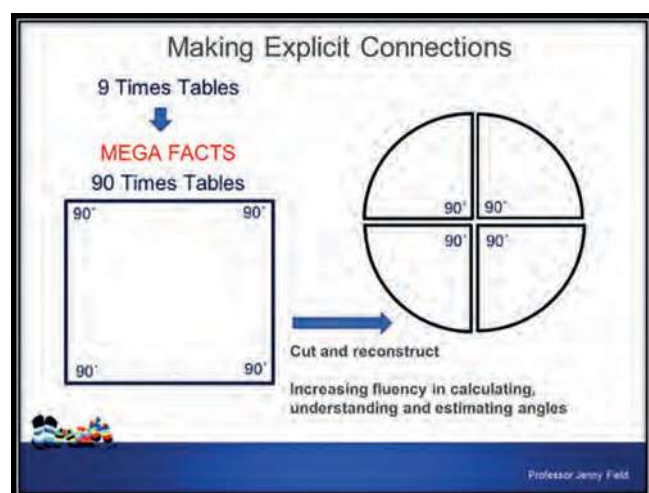 Making Explicit Connections
9 Times Tables
MEGA FACTS
90 Times Tables
90° 90°
90° 90°
90° 90°
90° 90°
Cut and reconstruct
Increasing fluency in calculating,
understanding and estimating angles
Professor Jenny Field